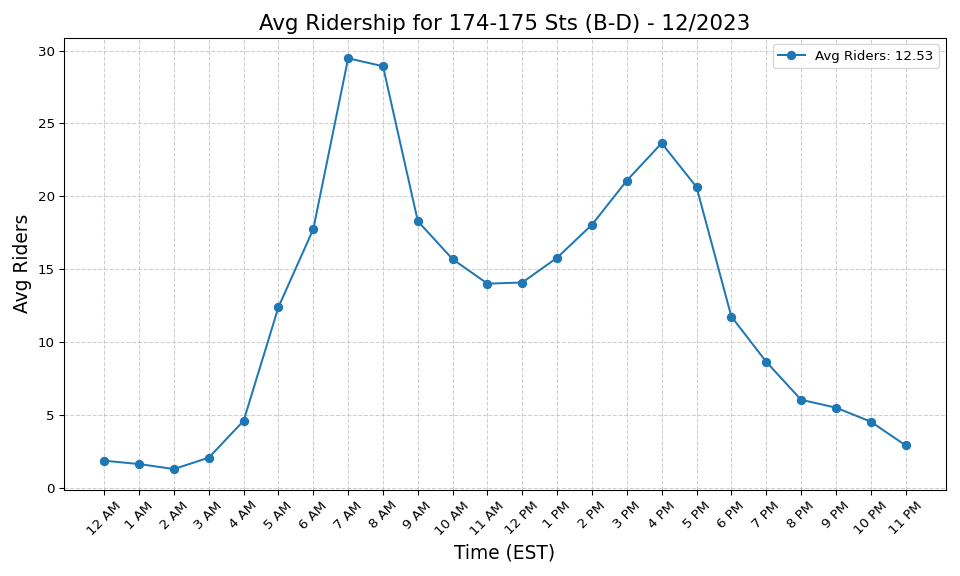 Avg Ridership for 174-175 Sts (B-D) - 12/2023
Avg Riders: 12.53
Avg Riders
30
25
20
15
10
5
0
12 AM
1 AM
2 AM
3 AM
4 AM
5 AM
6 AM
7 AM
8 AM
9 AM
10 AM
11 AM
12 PM
1 PM
2 PM
3 PM
4 PM
5 PM
6 PM
7 PM
8 PM
9 PM
10 PM
11 PM
Time (EST)